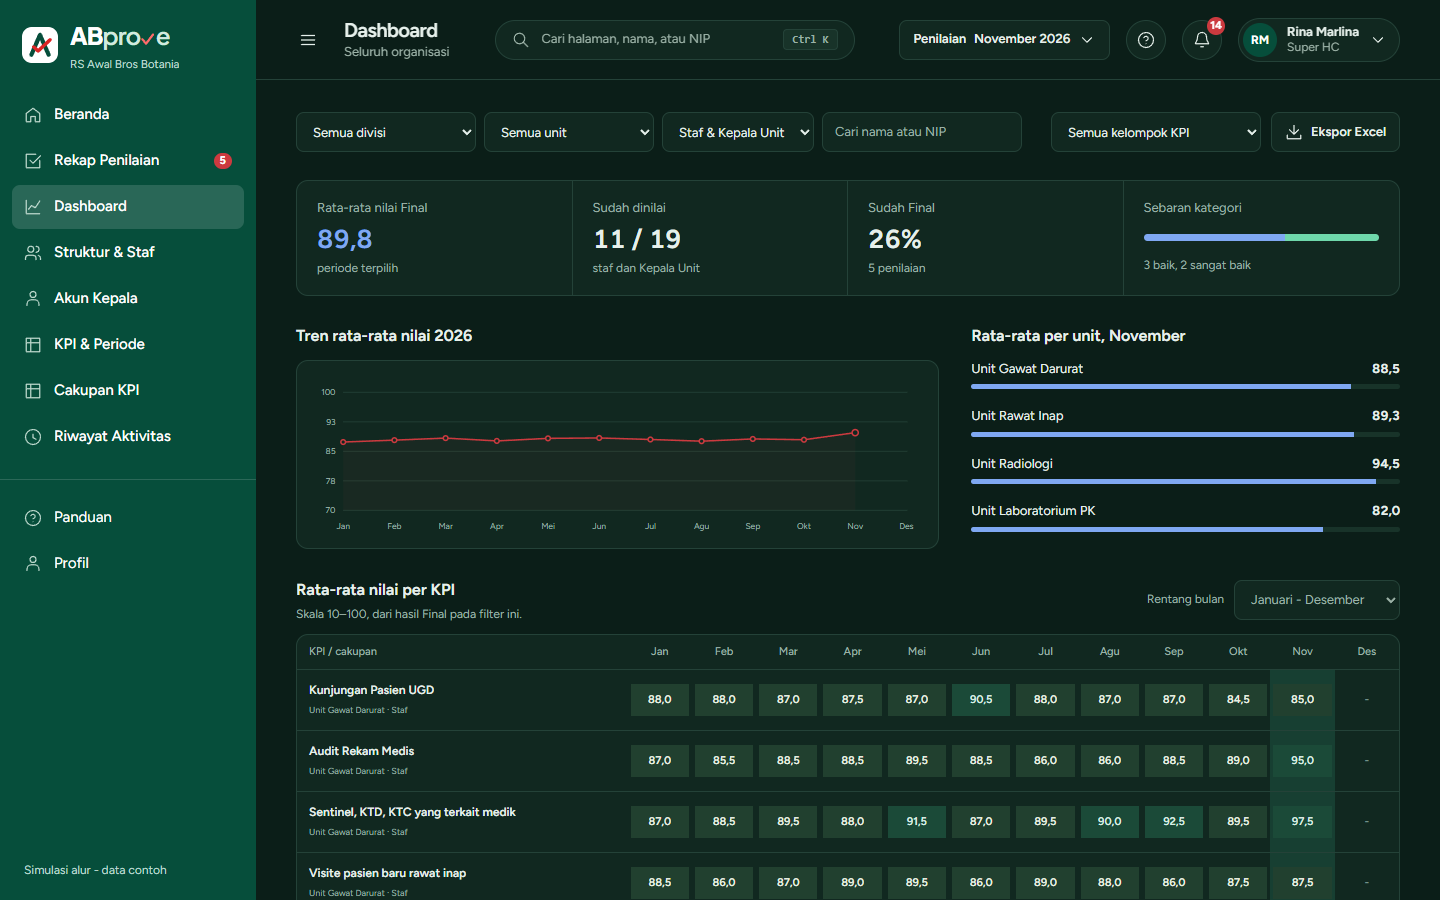 ABprove
RS Awal Bros Botania
Beranda
Rekap Penilaian 5
Dashboard
Struktur & Staf
Akun Kepala
KPI & Periode
Cakupan KPI
Riwayat Aktivitas
Panduan
Profil
Simulasi alur - data contoh
Dashboard
Seluruh organisasi
Cari halaman, nama, atau NIP Ctrl K
Penilaian November 2026
14
RM
Rina Marlina
Super HC
Semua divisi
Semua unit
Staf & Kepala Unit
Cari nama atau NIP
Semua kelompok KPI
Ekspor Excel
Rata-rata nilai Final
89,8
periode terpilih
Sudah dinilai
11 / 19
staf dan Kepala Unit
Sudah Final
26%
5 penilaian
Sebaran kategori
3 baik, 2 sangat baik
Tren rata-rata nilai 2026
100
93
85
78
70
Jan Feb Mar Apr Mei Jun Jul Agu Sep Okt Nov Des
Rata-rata per unit, November
Unit Gawat Darurat 88,5
Unit Rawat Inap 89,3
Unit Radiologi 94,5
Unit Laboratorium PK 82,0
Rata-rata nilai per KPI
Skala 10–100, dari hasil Final pada filter ini.
Rentang bulan Januari - Desember
KPI / cakupan Jan Feb Mar Apr Mei Jun Jul Agu Sep Okt Nov Des
Kunjungan Pasien UGD
Unit Gawat Darurat · Staf
88,0 88,0 87,0 87,5 87,0 90,5 88,0 87,0 87,0 84,5 85,0 -
Audit Rekam Medis
Unit Gawat Darurat · Staf
87,0 85,5 88,5 88,5 89,5 88,5 86,0 86,0 88,5 89,0 95,0 -
Sentinel, KTD, KTC yang terkait medik
Unit Gawat Darurat · Staf
87,0 88,5 89,5 88,0 91,5 87,0 89,5 90,0 92,5 89,5 97,5 -
Visite pasien baru rawat inap
Unit Gawat Darurat · Staf
88,5 86,0 87,0 89,0 89,5 86,0 89,0 88,0 86,0 87,5 87,5 -